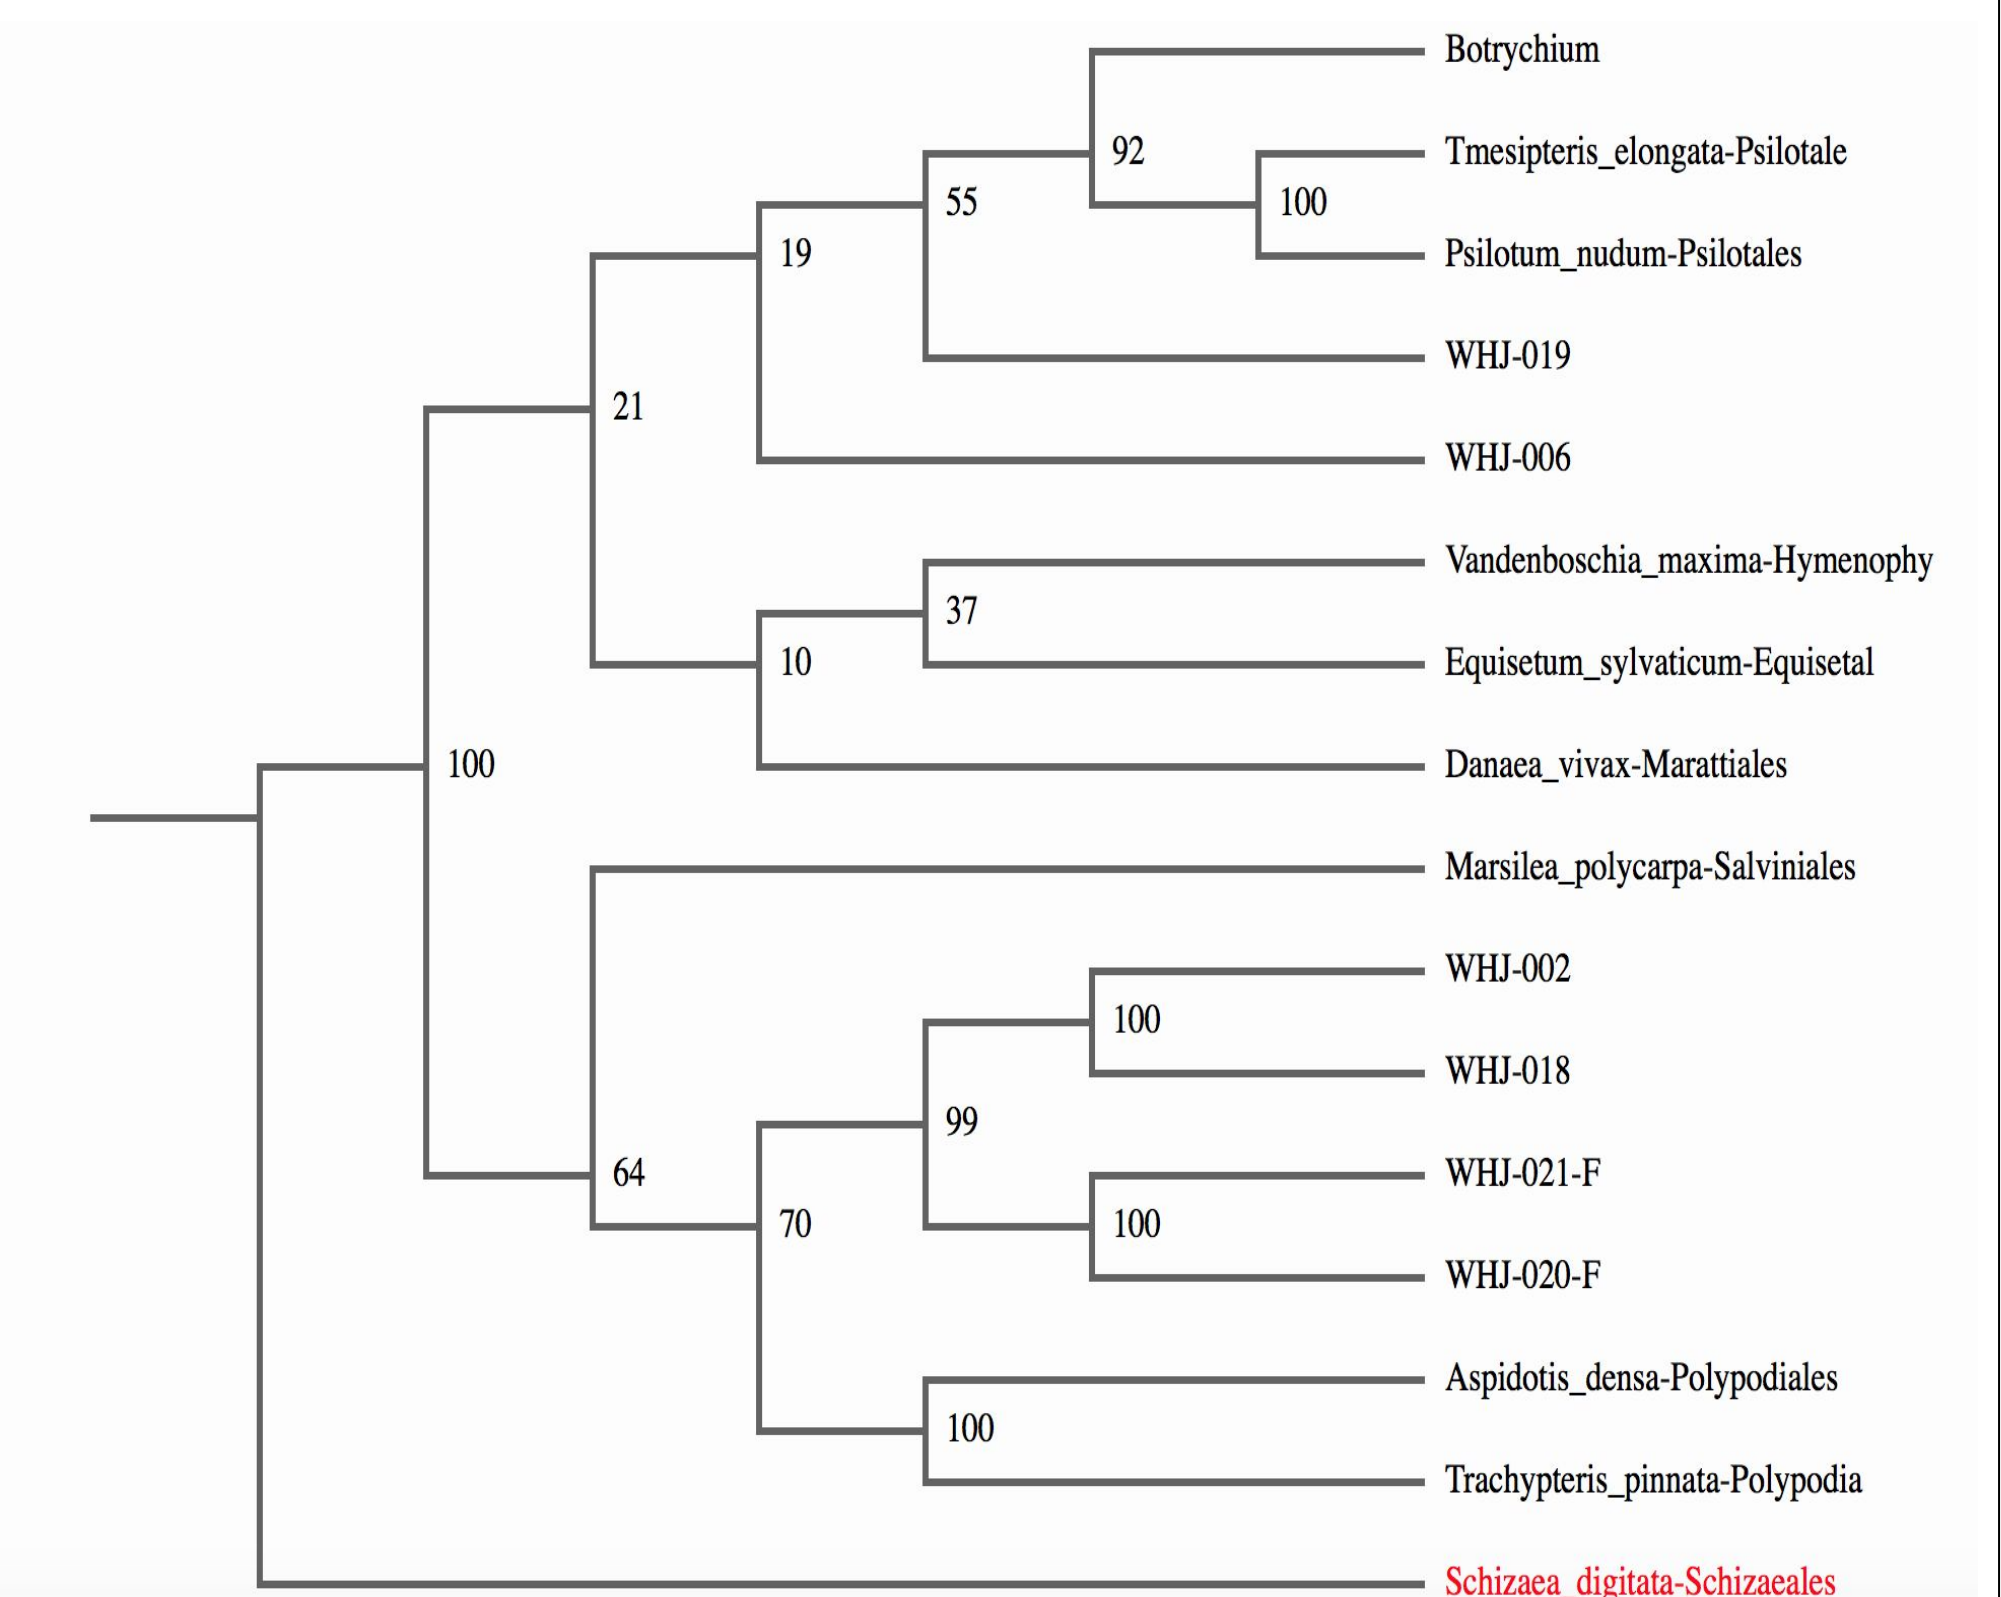 Botrychium
92
Tmesipteris_elongata-Psilotale
55
100
19
Psilotum_nudum-Psilotales
WHJ-019
21
WHJ-006
Vandenboschia_maxima-Hymenophy
37
10
Equisetum_sylvaticum-Equisetal
100
Danaea_vivax-Marattiales
Marsilea_polycarpa-Salviniales
WHJ-002
100
WHJ-018
99
64
WHJ-021-F
70
100
WHJ-020-F
Aspidotis_densa-Polypodiales
100
Trachypteris_pinnata-Polypodia
Schizaea_digitata-Schizaeales